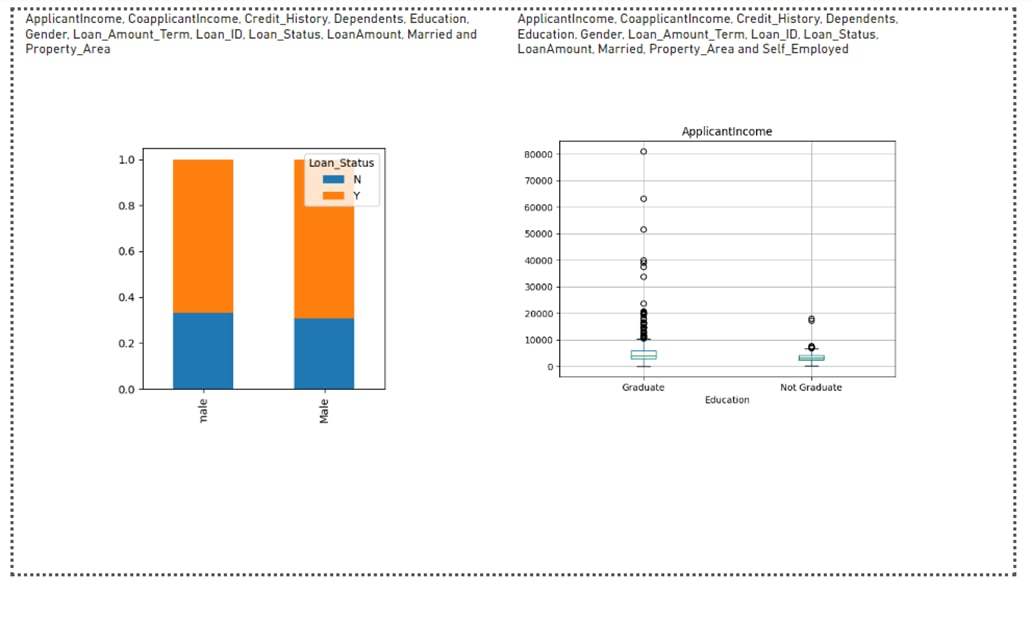 ApplicantIncome, CoapplicantIncome, Credit_History, Dependents, Education,
Gender, Loan_Amount_Term, Loan_ID, Loan_Status, LoanAmount, Married and
Property_Area
1.0
0.8
0.6
0.4
0.2
0.0
Loan_Status
N
Y
male
Male
ApplicantIncome, CoapplicantIncome, Credit_History, Dependents,
Education, Gender, Loan_Amount_Term, Loan_ID, Loan_Status,
LoanAmount, Married, Property_Area and Self_Employed
ApplicantIncome
80000
70000
60000
50000
40000
30000
20000
10000
0
Graduate
Not Graduate
Education